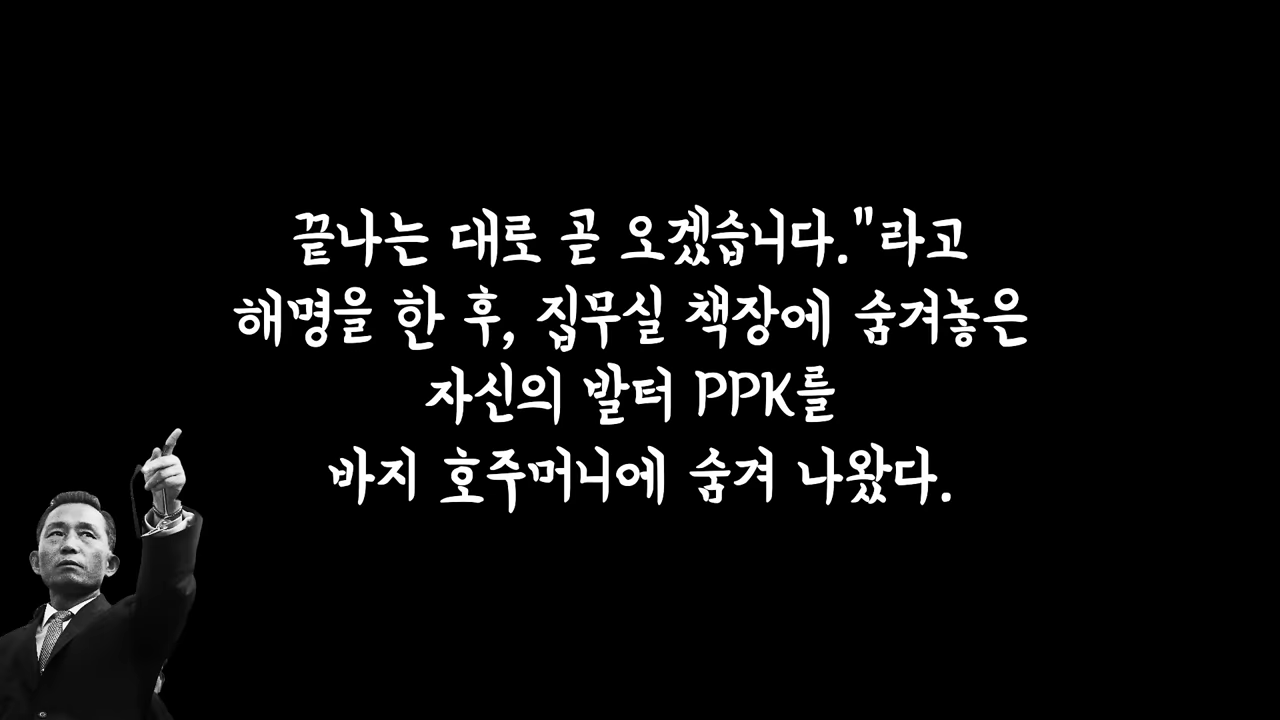 끝나는 대로 곧 오겠습니다."라고
해명을 한 후, 집무실 책장에 숨겨놓은
자신의 발터 PPK를
바지 호주머니에 숨겨 나왔다.